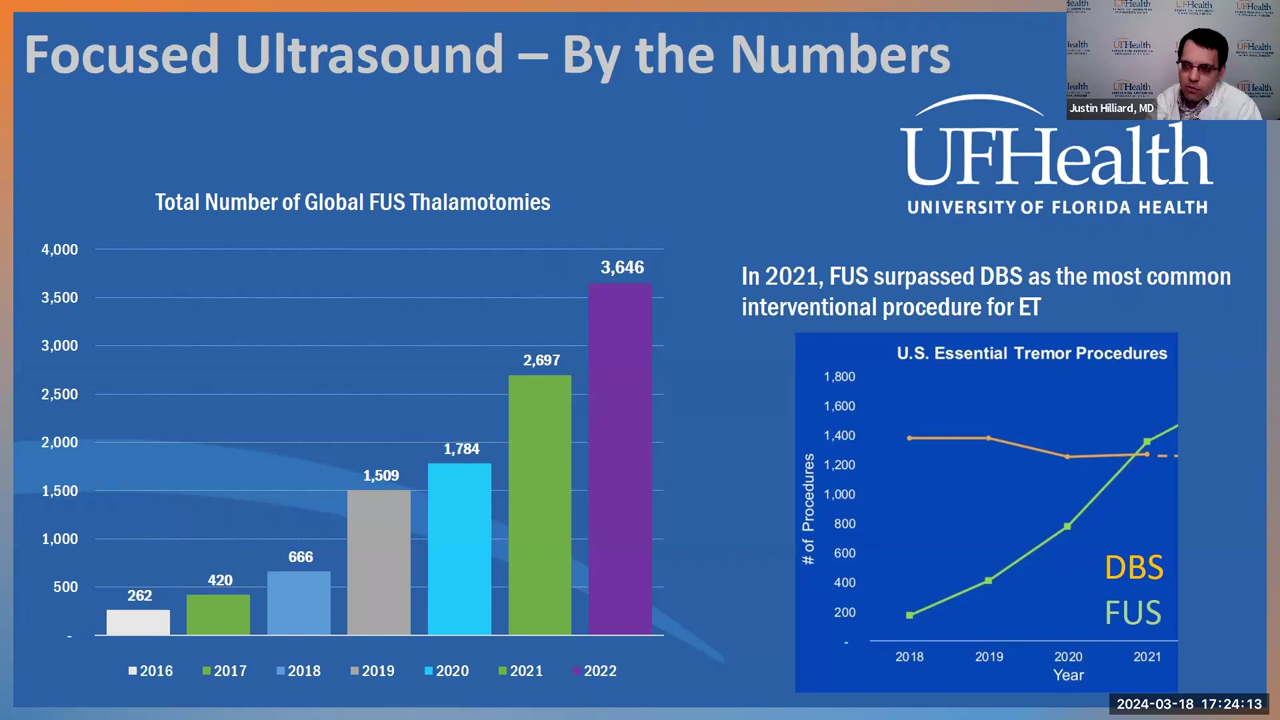 Focused Ultrasound – By the Numbers
UFHealth
UFHealth
UFHealth
UFHealth
Justin Hilliard, MD
UFHealth
UNIVERSITY OF FLORIDA HEALTH
Total Number of Global FUS Thalamotomies
4,000
3,500
3,000
2,500
2,000
1,500
1,000
500
-
262
420
666
1,509
1,784
2,697
3,646
2016 2017 2018 2019 2020 2021 2022
In 2021, FUS surpassed DBS as the most common
interventional procedure for ET
U.S. Essential Tremor Procedures
# of Procedures
1,800
1,600
1,400
1,200
1,000
800
600
400
200
-
DBS
FUS
2018 2019 2020 2021
Year
2024-03-18 17:24:13